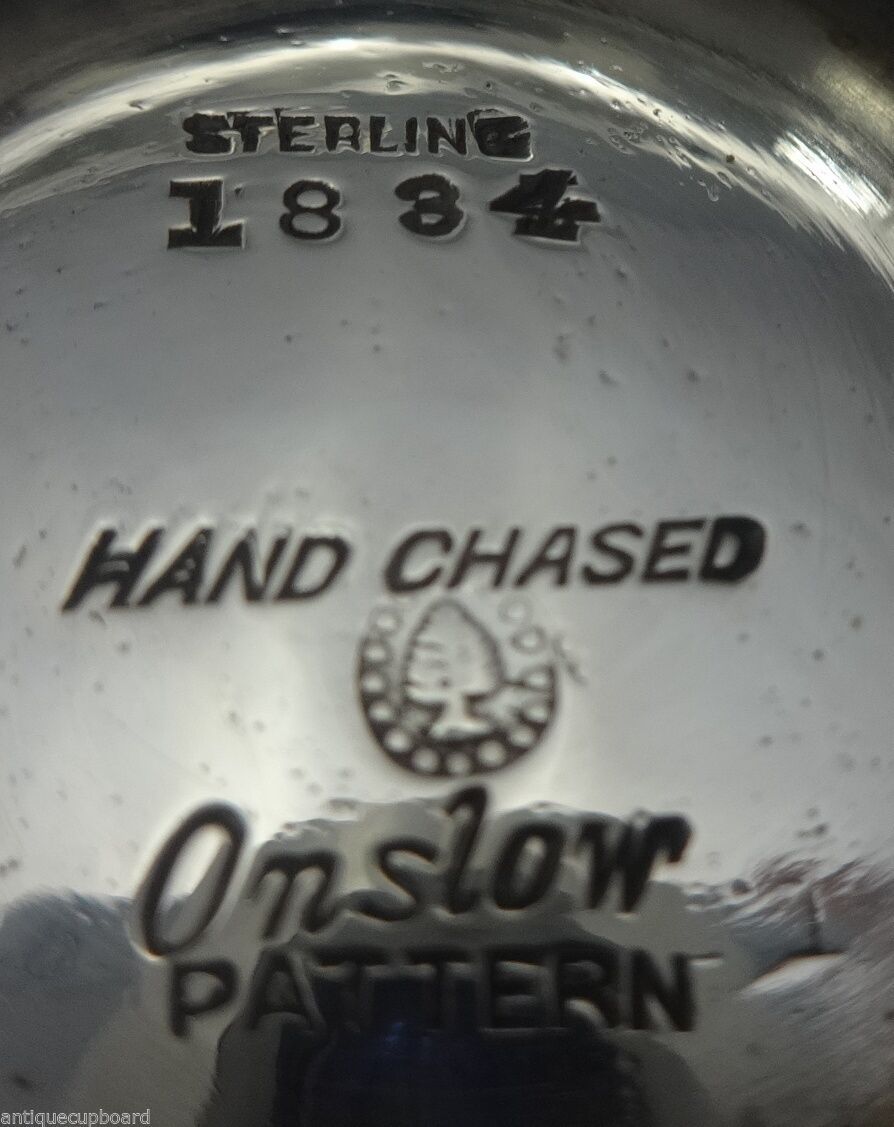 STERLING
1834
HAND CHASED
Onslow
PATTERN
antiquecupboard